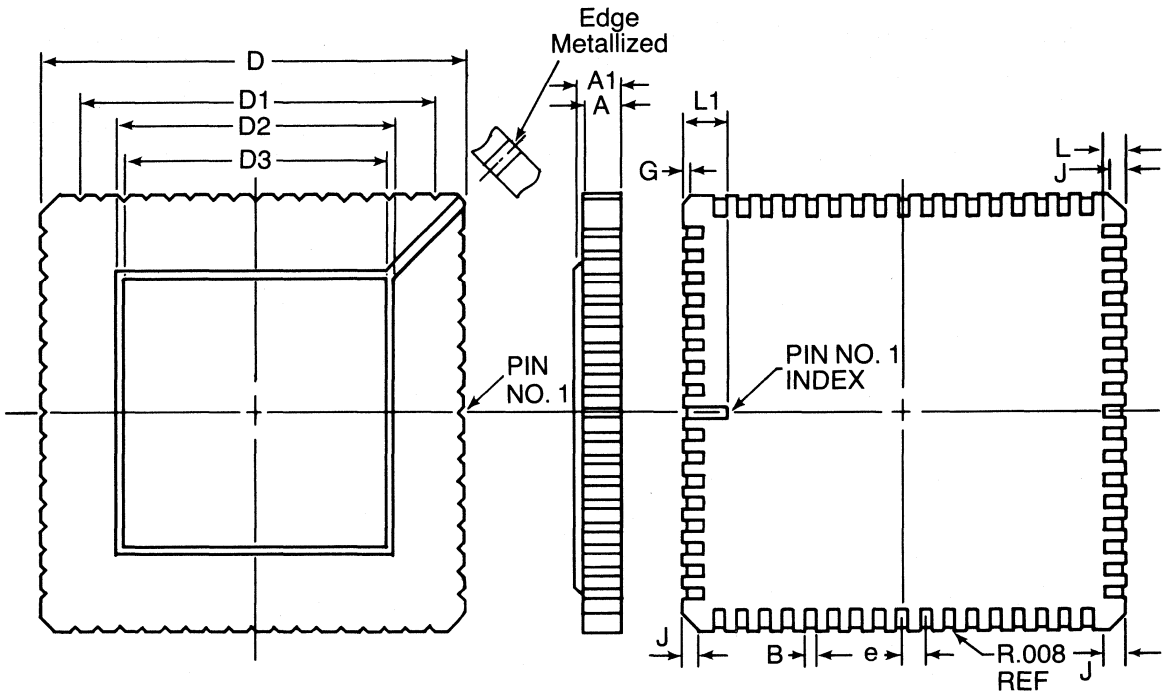 Edge
Metallized
D
A1
D1
A
L1
D2
L
D3
G
J
PIN
NO. 1
PIN NO. 1
INDEX
J
B
e
R.008
REF
J